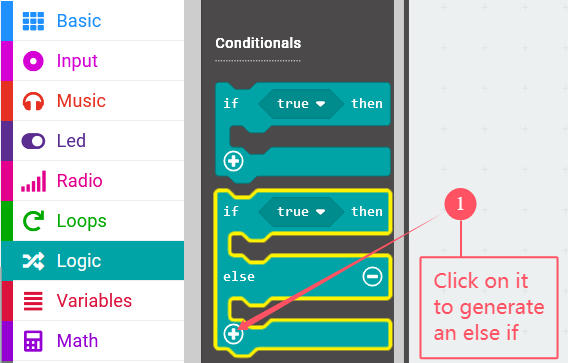 Basic
Input
Music
Led
Radio
Loops
Logic
Variables
Math
Conditionals
if true then
if true then
else
1
Click on it
to generate
an else if